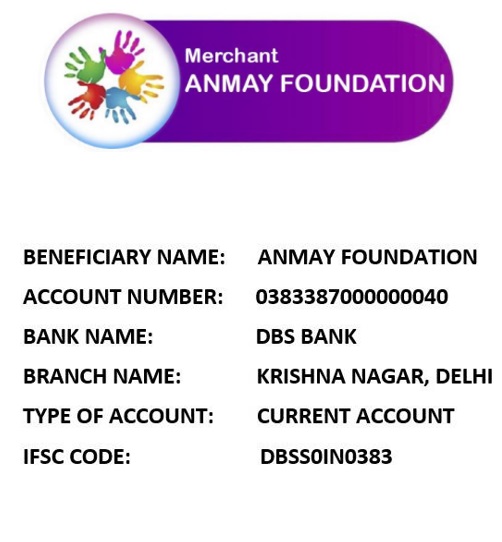 Merchant
ANMAY FOUNDATION
BENEFICIARY NAME: ANMAY FOUNDATION
ACCOUNT NUMBER: 0383387000000040
BANK NAME: DBS BANK
BRANCH NAME: KRISHNA NAGAR, DELHI
TYPE OF ACCOUNT: CURRENT ACCOUNT
IFSC CODE: DBSS0IN0383